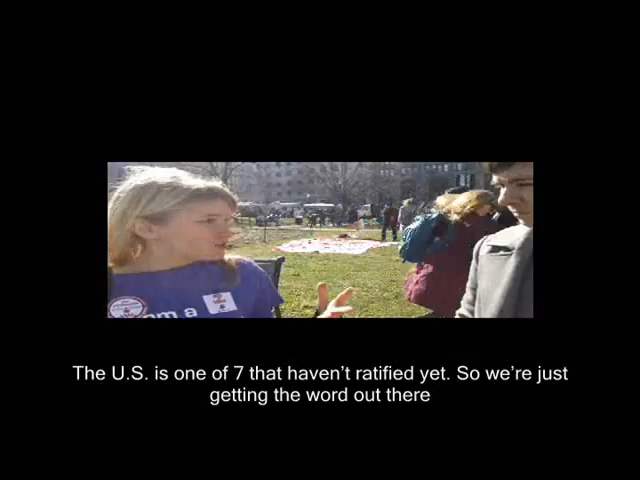 m a
The U.S. is one of 7 that haven't ratified yet. So we're just
getting the word out there